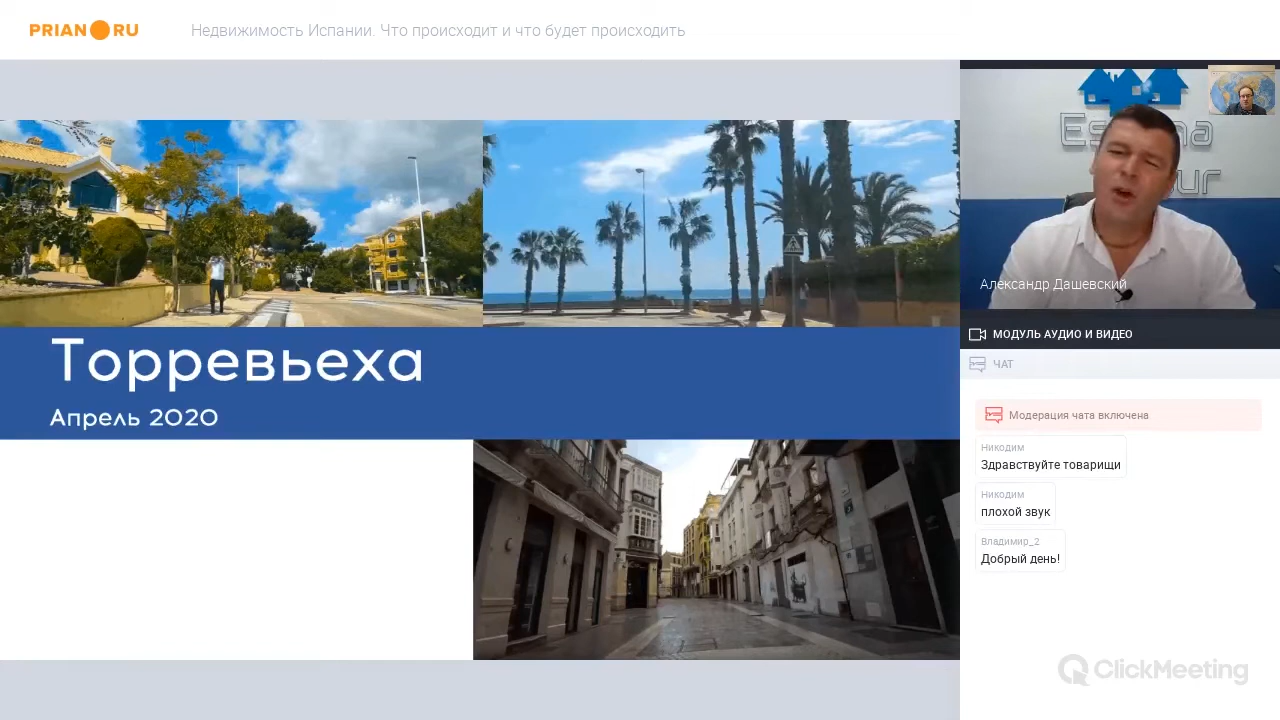 PRIAN RU
Недвижимость Испании. Что происходит и что будет происходить
Торревьеха
Апрель 2020
Александр Дашевский
МОДУЛЬ АУДИО И ВИДЕО
ЧАТ
Модерация чата включена
Никодим
Здравствуйте товарищи
Никодим
плохой звук
Владимир_2
Добрый день!
ClickMeeting